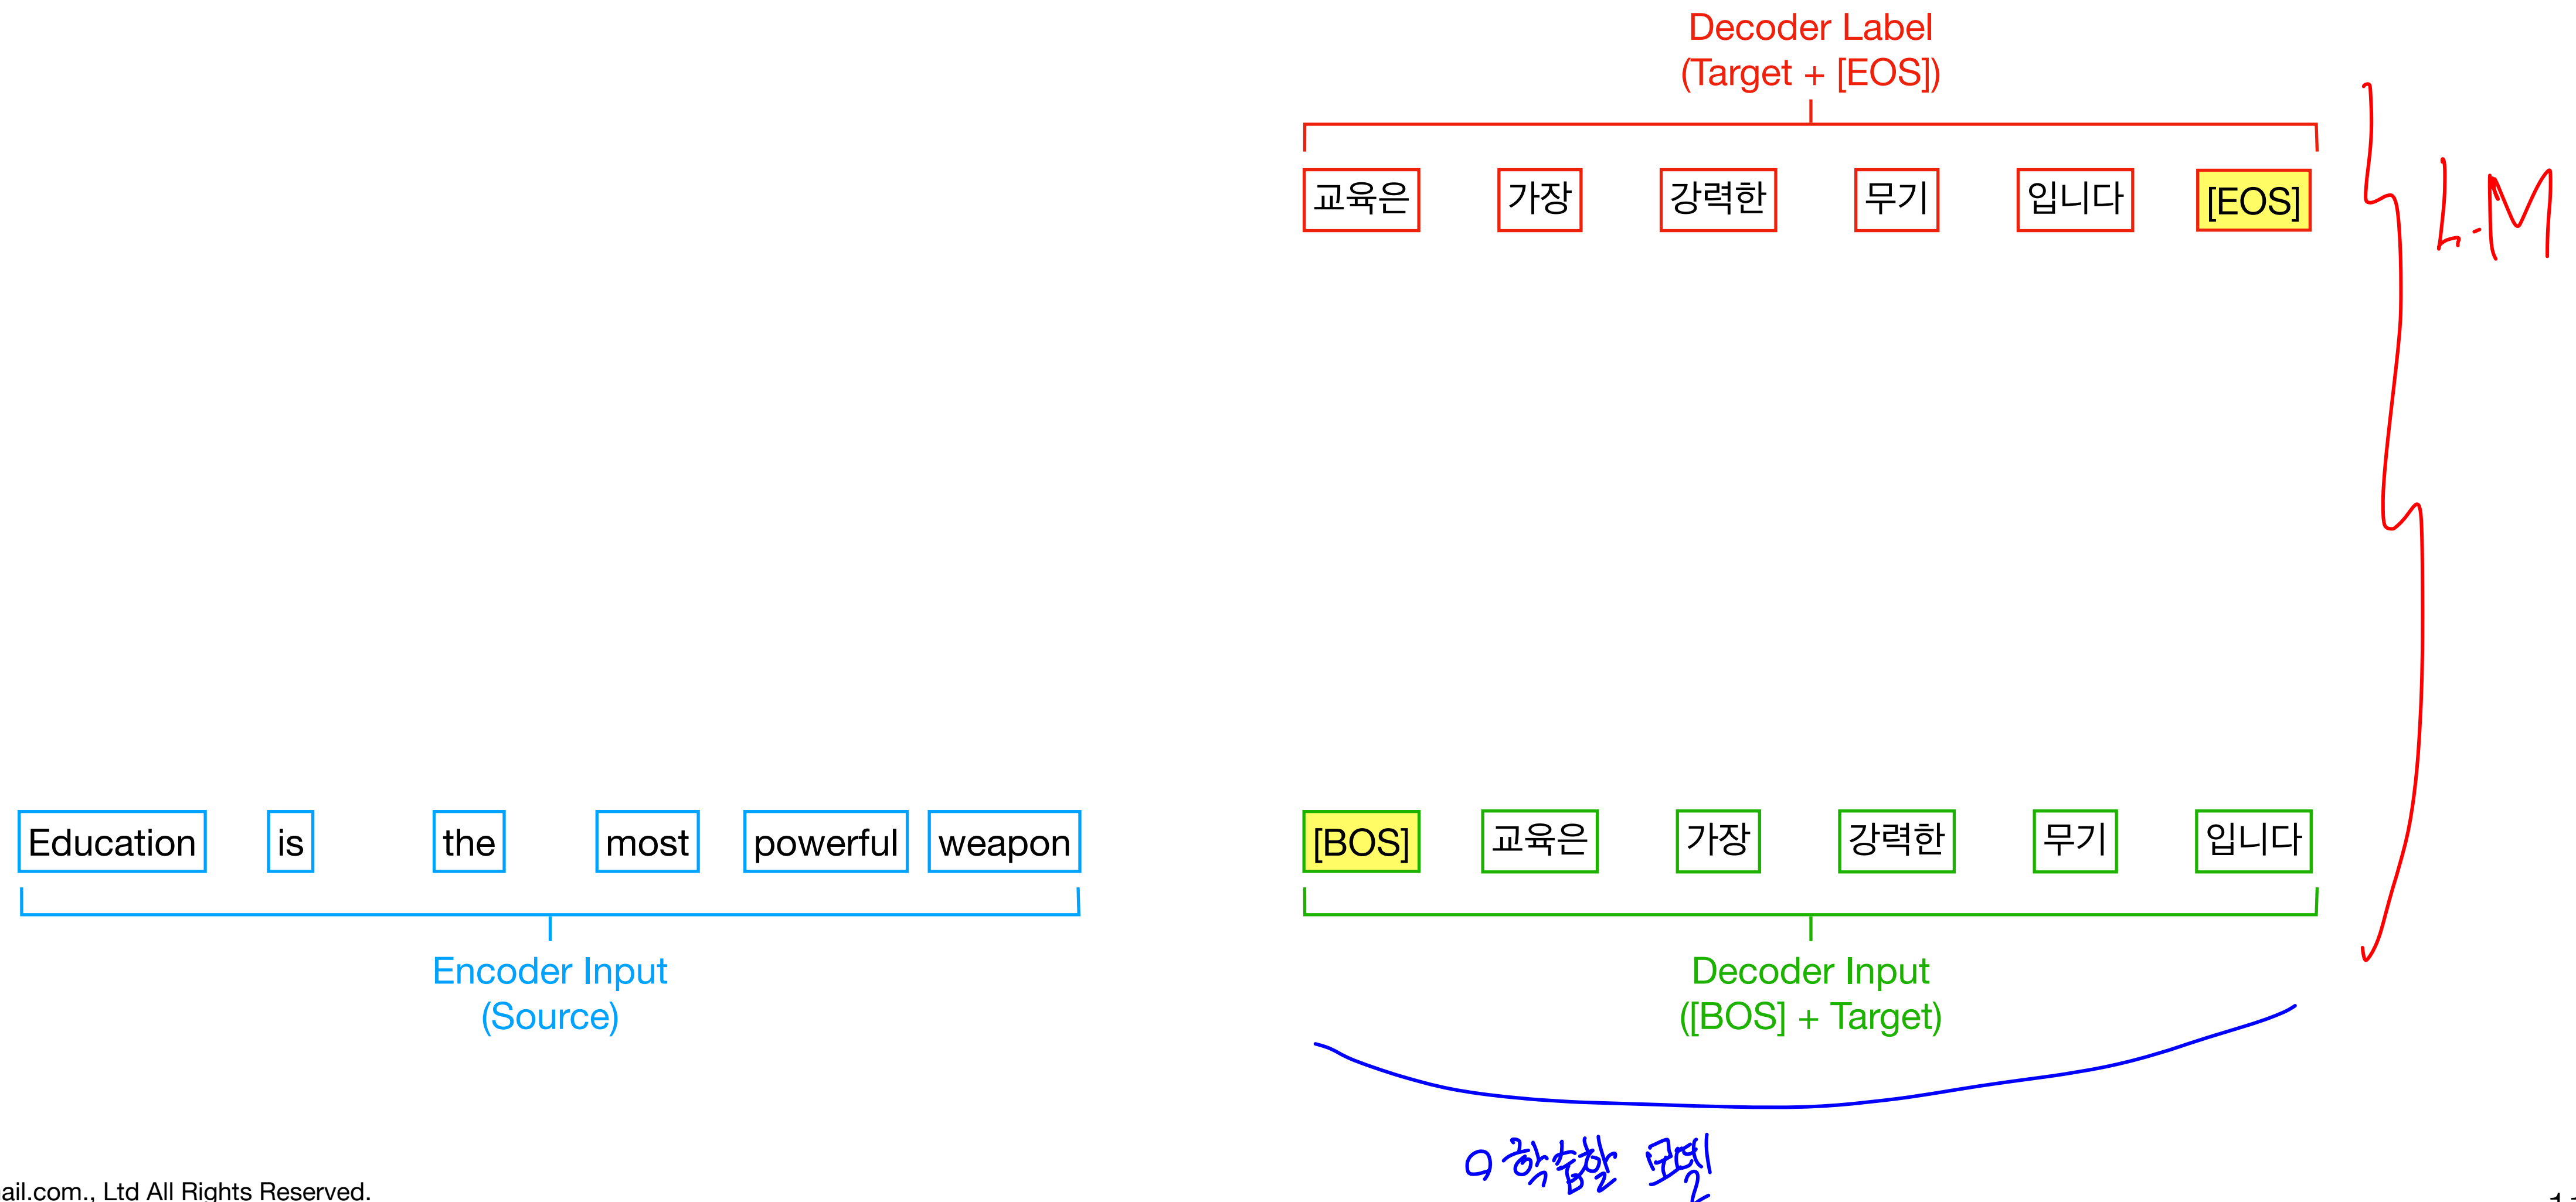 Decoder Label
(Target + [EOS])
교육은 가장 강력한 무기 입니다 [EOS]
L.M
Education is the most powerful weapon
[BOS] 교육은 가장 강력한 무기 입니다
Encoder Input
(Source)
Decoder Input
([BOS] + Target)
학습할 모델
ail.com., Ltd All Rights Reserved.